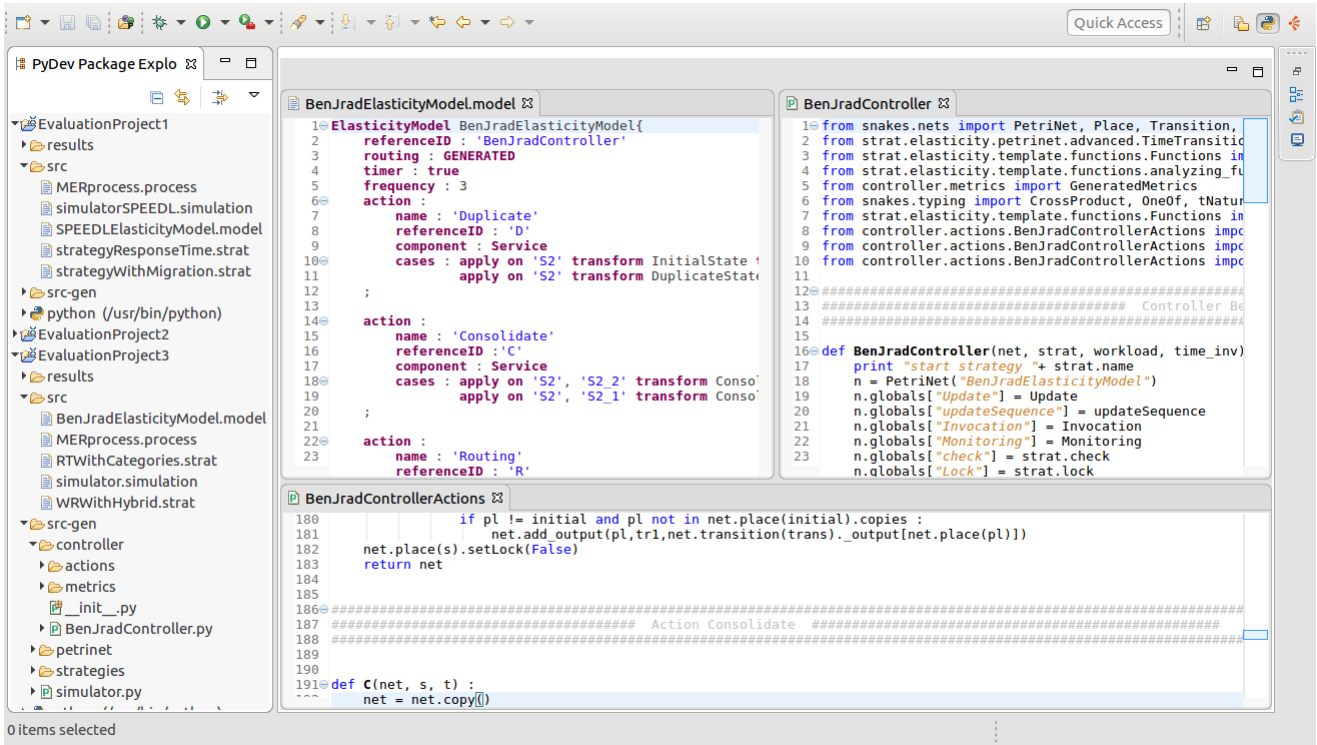 Quick Access
PyDev Package Explo
EvaluationProject1
results
src
MERprocess.process
simulatorSPEEDL.simulation
SPEEDLElasticityModel.model
strategyResponseTime.strat
strategyWithMigration.strat
src-gen
python (/usr/bin/python)
EvaluationProject2
EvaluationProject3
results
src
BenJradElasticityModel.model
MERprocess.process
RTWithCategories.strat
simulator.simulation
WRWithHybrid.strat
src-gen
controller
actions
metrics
__init__.py
BenJradController.py
petrinet
strategies
simulator.py
BenJradElasticityModel.model
1 ElasticityModel BenJradElasticityModel{
2 referenceID : 'BenJradController'
3 routing : GENERATED
4 timer : true
5 frequency : 3
6 action :
7 name : 'Duplicate'
8 referenceID : 'D'
9 component : Service
10 cases : apply on 'S2' transform InitialState
11 apply on 'S2' transform DuplicateState
12 ;
13
14 action :
15 name : 'Consolidate'
16 referenceID :'C'
17 component : Service
18 cases : apply on 'S2', 'S2_2' transform Conso
19 apply on 'S2', 'S2_1' transform Conso
20 ;
21
22 action :
23 name : 'Routing'
referenceID : 'R'
BenJradController
1 from snakes.nets import PetriNet, Place, Transition,
2 from strat.elasticity.petrinet.advanced.TimeTransitio
3 from strat.elasticity.template.functions.Functions im
4 from strat.elasticity.template.functions.analyzing_fu
5 from controller.metrics import GeneratedMetrics
6 from snakes.typing import CrossProduct, OneOf, tNatur
7 from strat.elasticity.template.functions.Functions im
8 from controller.actions.BenJradControllerActions impo
9 from controller.actions.BenJradControllerActions impo
10 from controller.actions.BenJradControllerActions impo
11
12 #####################################################
13 ###################################### Controller Be
14 #####################################################
15
16 def BenJradController(net, strat, workload, time_inv)
17 print "start strategy "+ strat.name
18 n = PetriNet("BenJradElasticityModel")
19 n.globals["Update"] = Update
20 n.globals["updateSequence"] = updateSequence
21 n.globals["Invocation"] = Invocation
22 n.globals["Monitoring"] = Monitoring
23 n.globals["check"] = strat.check
n.globals["Lock"] = strat.lock
BenJradControllerActions
180 if pl != initial and pl not in net.place(initial).copies :
181 net.add_output(pl,tr1,net.transition(trans)._output[net.place(pl)])
182 net.place(s).setLock(False)
183 return net
184
185
186 ##################################################################################################################
187 ###################################### Action Consolidate ###################################################
188 ##################################################################################################################
189
190
191 def C(net, s, t) :
net = net.copy()
0 items selected